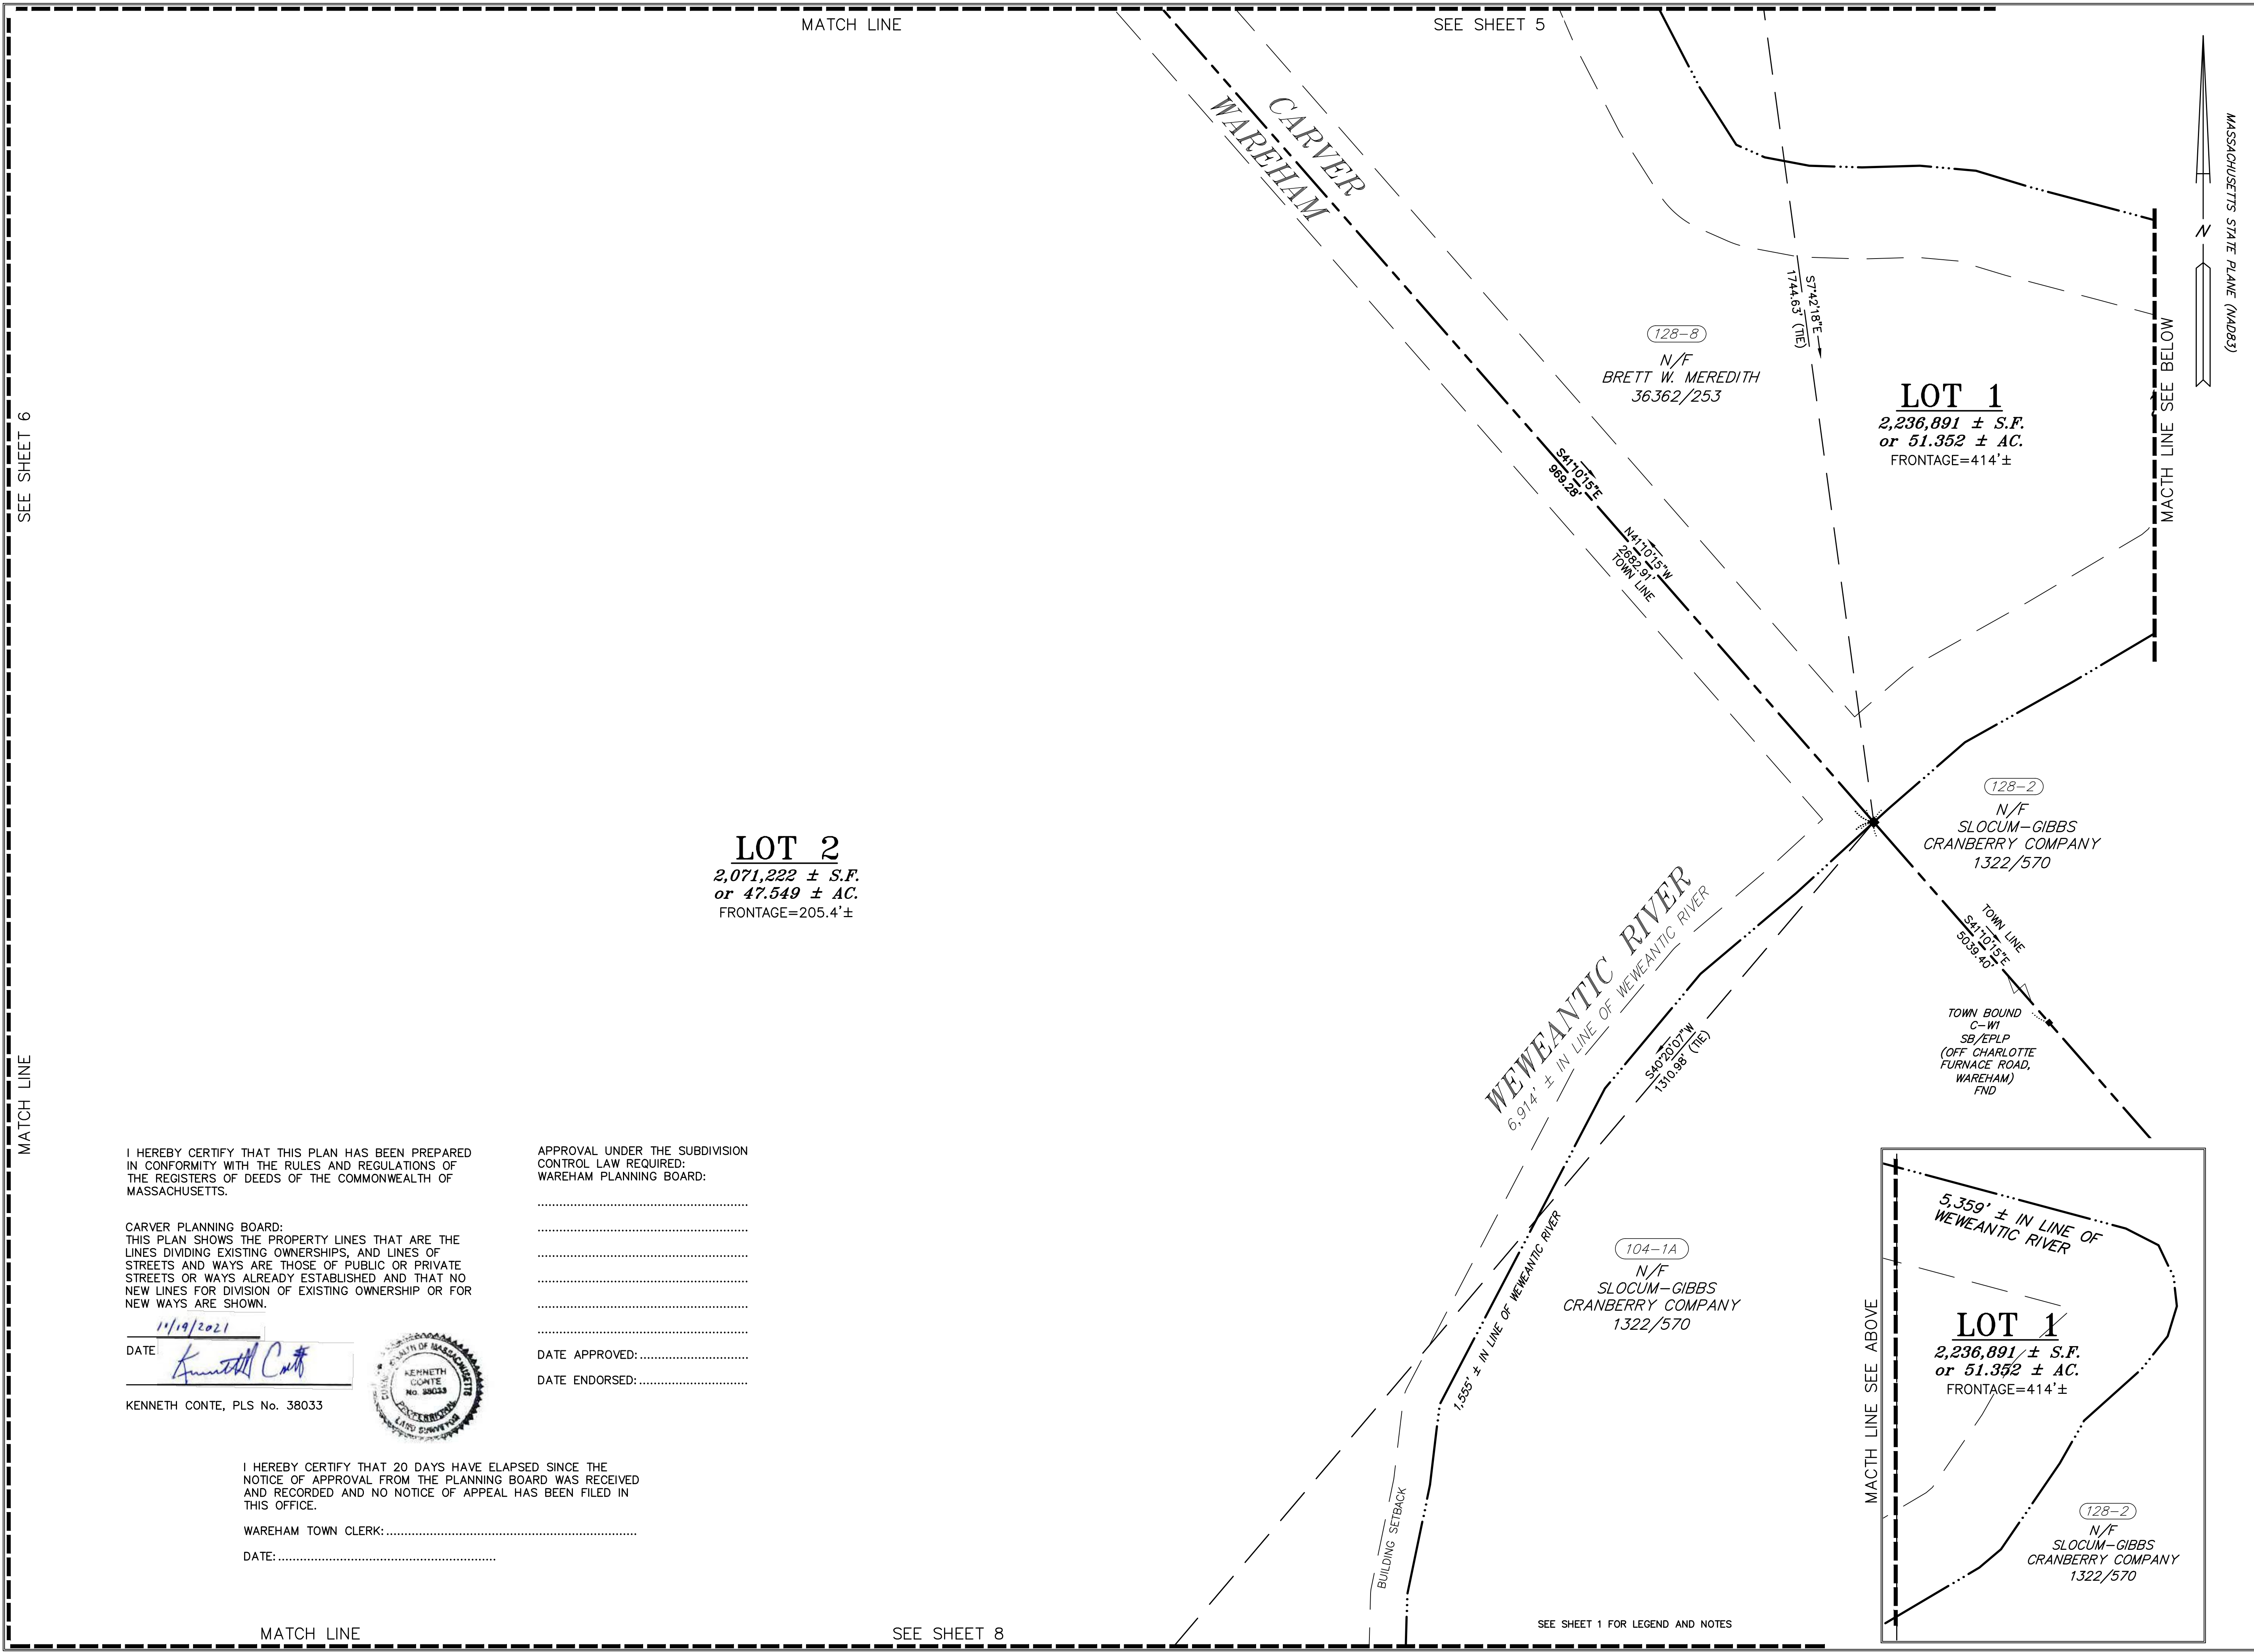 MATCH LINE
SEE SHEET 5
MASSACHUSETTS STATE PLANE (NAD83)
N
CARVER
WAREHAM
S7°42'18"E
1744.63' (TIE)
128-8
N/F
BRETT W. MEREDITH
36362/253
LOT 1
2,236,891 ± S.F.
or 51.352 ± AC.
FRONTAGE=414'±
MACTH LINE SEE BELOW
SEE SHEET 6
MATCH LINE
S41°10'15"E
969.28'
N41°10'15"W
2682.91'
TOWN LINE
LOT 2
2,071,222 ± S.F.
or 47.549 ± AC.
FRONTAGE=205.4'±
128-2
N/F
SLOCUM-GIBBS
CRANBERRY COMPANY
1322/570
WEWEANTIC RIVER
6,914' ± IN LINE OF WEWEANTIC RIVER
TOWN LINE
S41°10'15"E
5039.40'
TOWN BOUND
C-W1
SB/EPLP
(OFF CHARLOTTE
FURNACE ROAD,
WAREHAM)
FND
S40°20'07"W
1310.98' (TIE)
1,555' ± IN LINE OF WEWEANTIC RIVER
104-1A
N/F
SLOCUM-GIBBS
CRANBERRY COMPANY
1322/570
BUILDING SETBACK
I HEREBY CERTIFY THAT THIS PLAN HAS BEEN PREPARED
IN CONFORMITY WITH THE RULES AND REGULATIONS OF
THE REGISTERS OF DEEDS OF THE COMMONWEALTH OF
MASSACHUSETTS.
CARVER PLANNING BOARD:
THIS PLAN SHOWS THE PROPERTY LINES THAT ARE THE
LINES DIVIDING EXISTING OWNERSHIPS, AND LINES OF
STREETS AND WAYS ARE THOSE OF PUBLIC OR PRIVATE
STREETS OR WAYS ALREADY ESTABLISHED AND THAT NO
NEW LINES FOR DIVISION OF EXISTING OWNERSHIP OR FOR
NEW WAYS ARE SHOWN.
DATE
KENNETH CONTE, PLS No. 38033
COMMONWEALTH OF MASSACHUSETTS
KENNETH
CONTE
No. 38033
PROFESSIONAL
LAND SURVEYOR
APPROVAL UNDER THE SUBDIVISION
CONTROL LAW REQUIRED:
WAREHAM PLANNING BOARD:
DATE APPROVED:
DATE ENDORSED:
I HEREBY CERTIFY THAT 20 DAYS HAVE ELAPSED SINCE THE
NOTICE OF APPROVAL FROM THE PLANNING BOARD WAS RECEIVED
AND RECORDED AND NO NOTICE OF APPEAL HAS BEEN FILED IN
THIS OFFICE.
WAREHAM TOWN CLERK:
DATE:
MACTH LINE SEE ABOVE
5,359' ± IN LINE OF
WEWEANTIC RIVER
LOT 1
2,236,891 ± S.F.
or 51.352 ± AC.
FRONTAGE=414'±
128-2
N/F
SLOCUM-GIBBS
CRANBERRY COMPANY
1322/570
MATCH LINE
SEE SHEET 8
SEE SHEET 1 FOR LEGEND AND NOTES